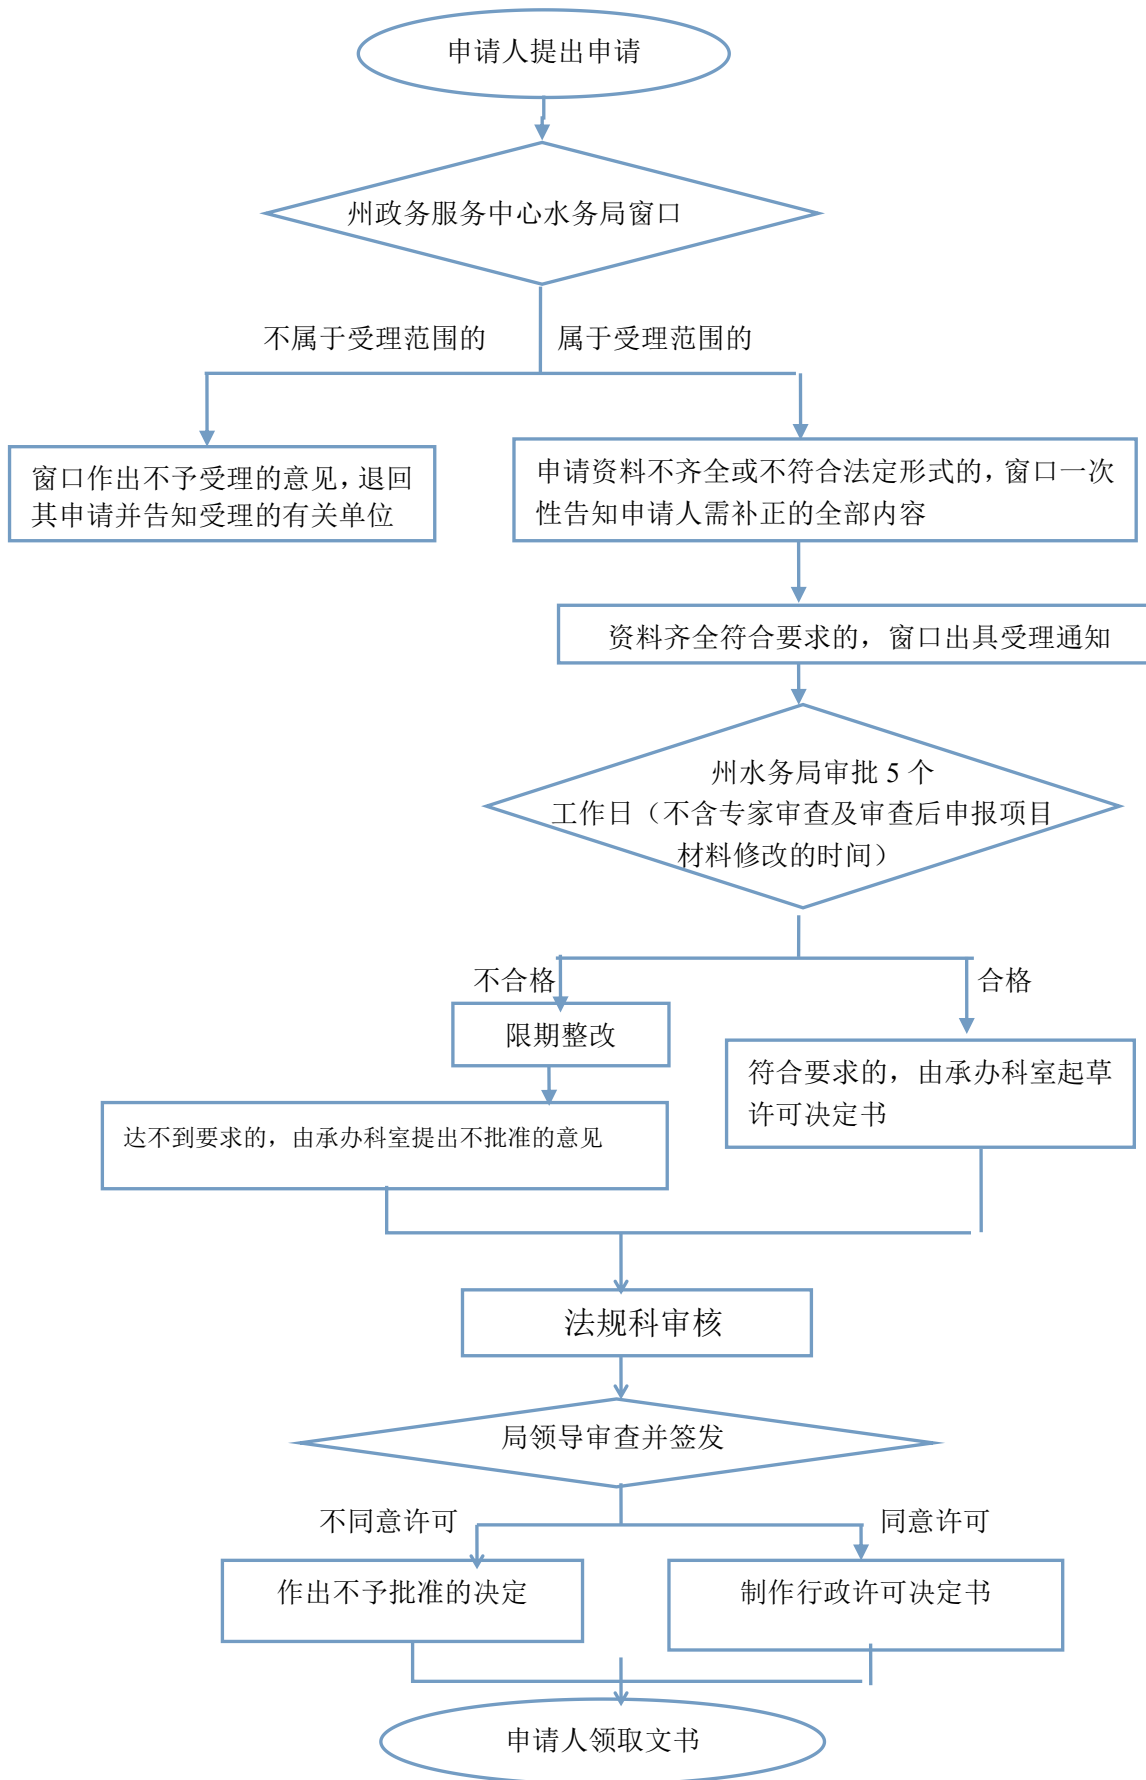 申请人提出申请
州政务服务中心水务局窗口
不属于受理范围的
属于受理范围的
窗口作出不予受理的意见，退回
其申请并告知受理的有关单位
申请资料不齐全或不符合法定形式的，窗口一次
性告知申请人需补正的全部内容
资料齐全符合要求的，窗口出具受理通知
州水务局审批 5 个
工作日（不含专家审查及审查后申报项目
材料修改的时间）
不合格
合格
限期整改
符合要求的，由承办科室起草
许可决定书
达不到要求的，由承办科室提出不批准的意见
法规科审核
局领导审查并签发
不同意许可
同意许可
作出不予批准的决定
制作行政许可决定书
申请人领取文书